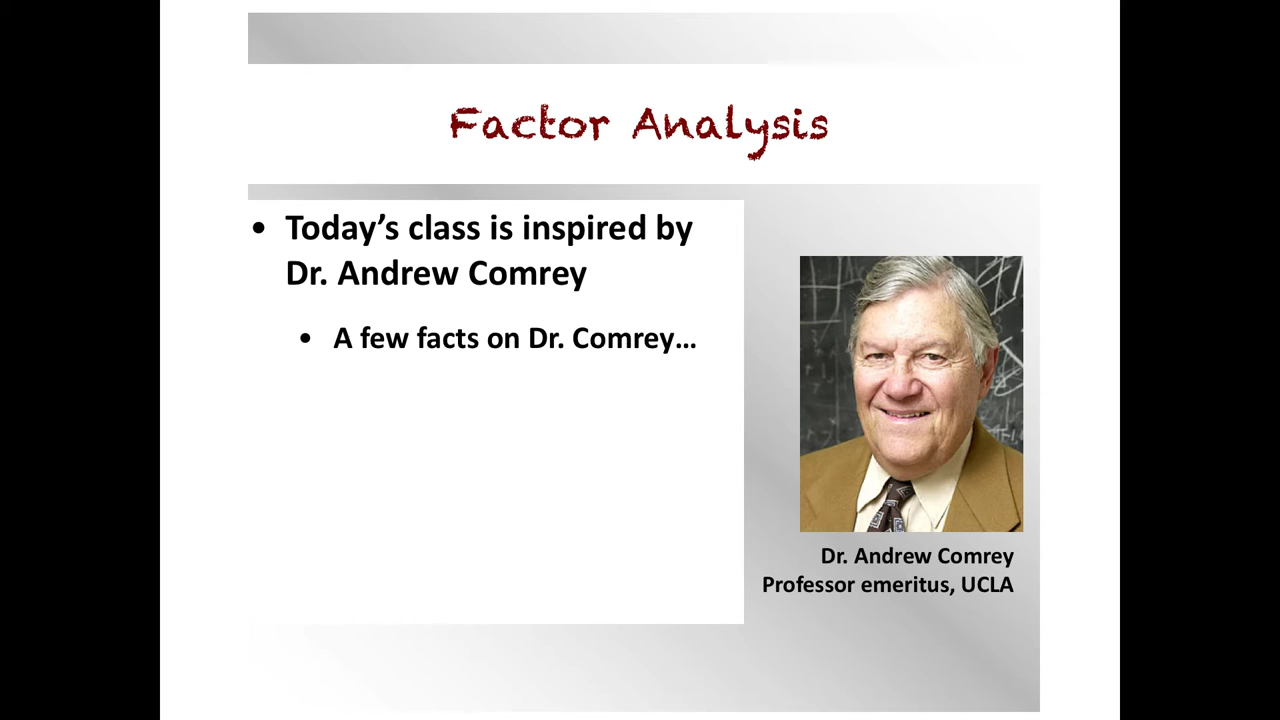 Factor Analysis
• Today’s class is inspired by
Dr. Andrew Comrey
• A few facts on Dr. Comrey…
Dr. Andrew Comrey
Professor emeritus, UCLA